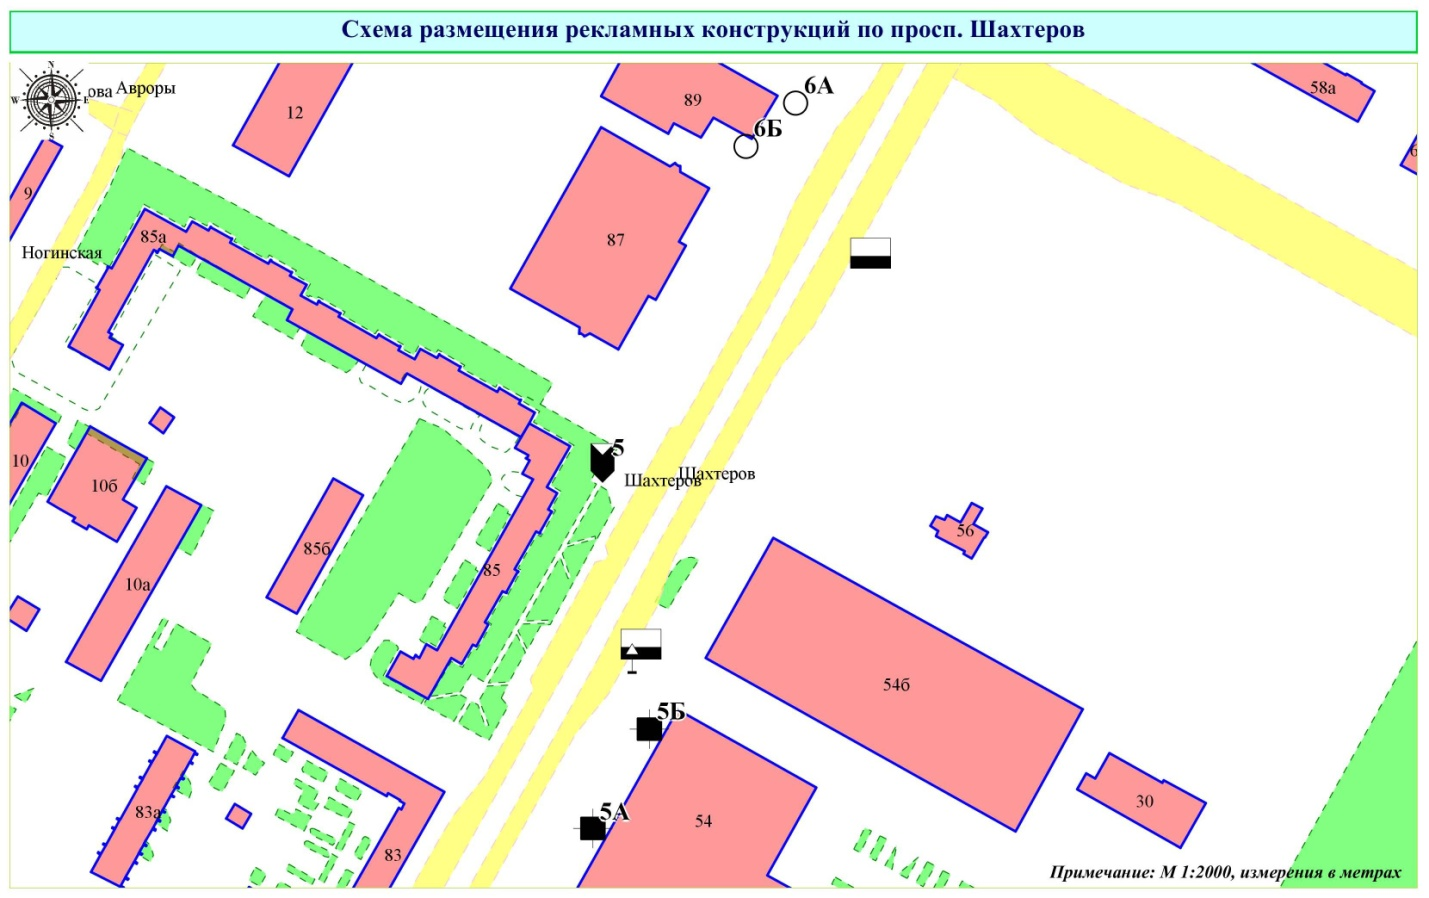 Схема размещения рекламных конструкций по просп. Шахтеров
N
W
E
S
ова
Авроры
12
89
6А
6Б
58а
6
9
85а
Ногинская
87
5
Шахтеров
Шахтеров
10
10б
10а
85б
85
56
54б
5Б
5А
54
30
83а
83
Примечание: М 1:2000, измерения в метрах